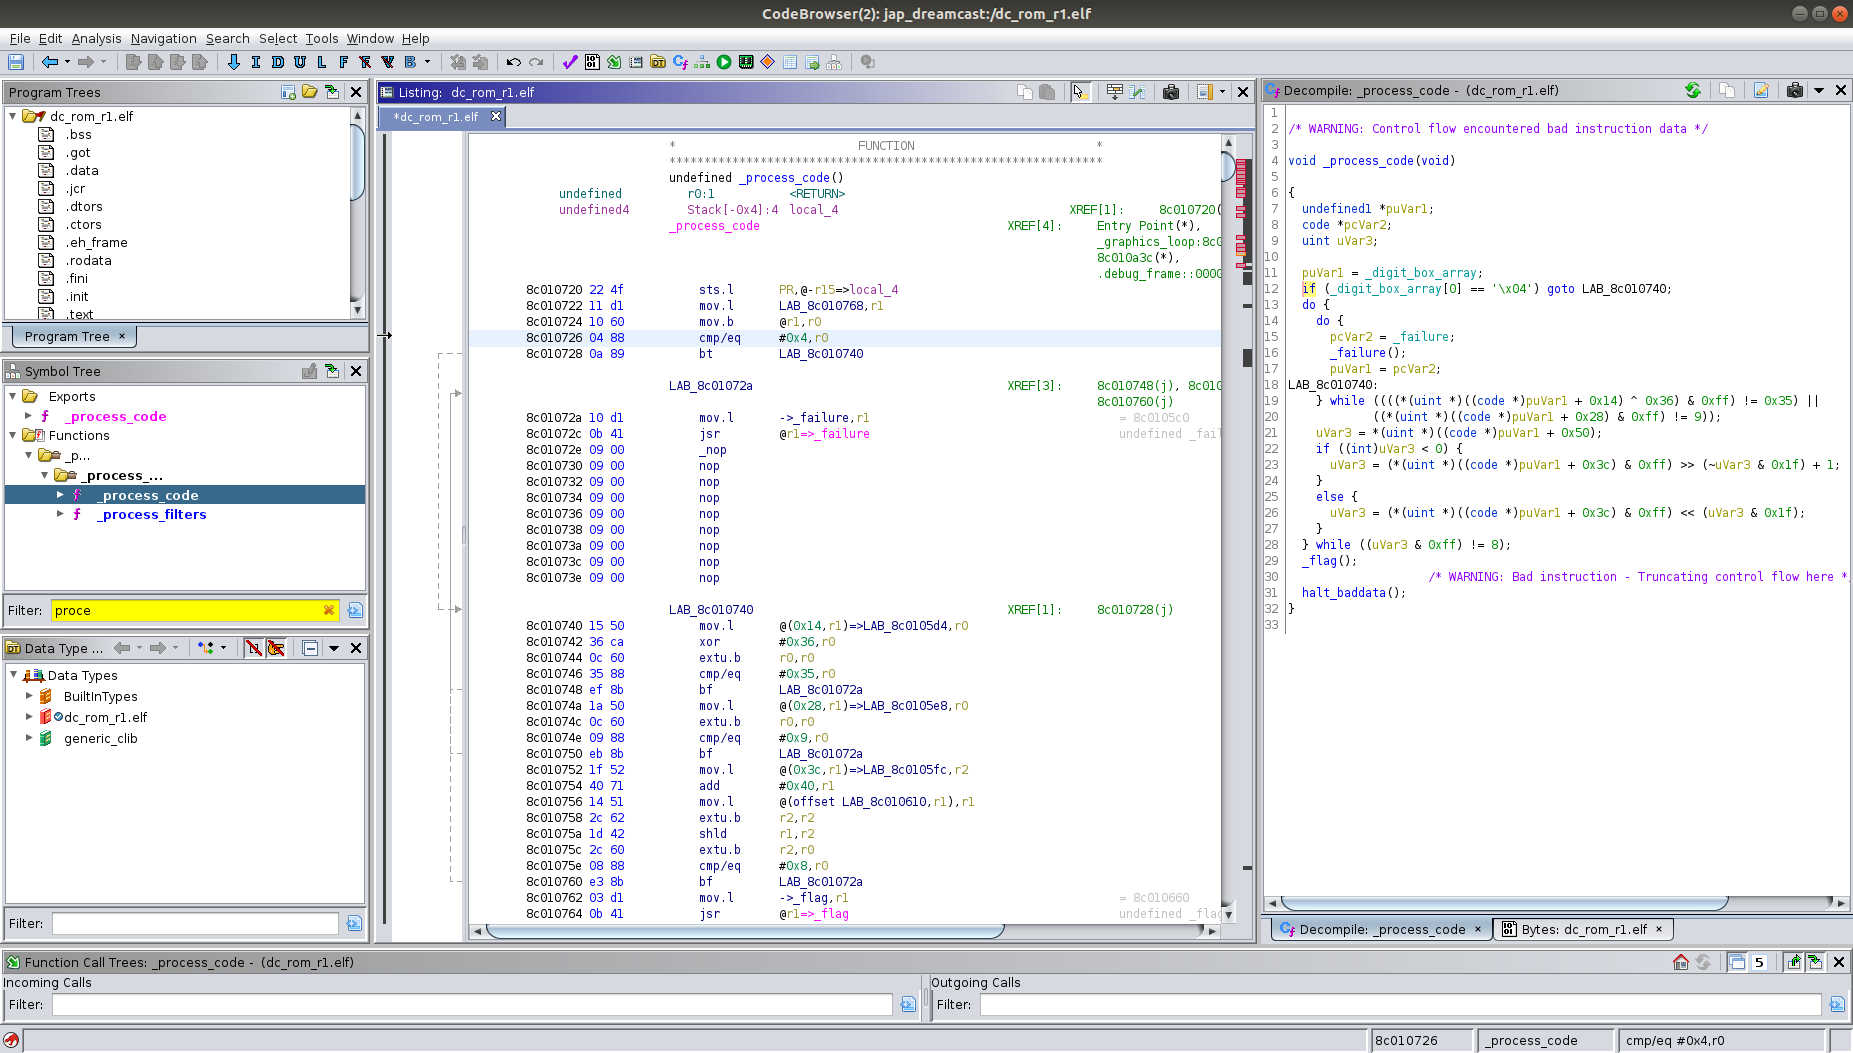 CodeBrowser(2): jap_dreamcast:/dc_rom_r1.elf
File Edit Analysis Navigation Search Select Tools Window Help
I D U L F B
Program Trees
dc_rom_r1.elf
.bss
.got
.data
.jcr
.dtors
.ctors
.eh_frame
.rodata
.fini
.init
.text
Program Tree ×
Symbol Tree
Exports
f _process_code
Functions
_p...
_process_...
f _process_code
f _process_filters
Filter: proce
Data Type ...
Data Types
BuiltInTypes
dc_rom_r1.elf
generic_clib
Filter:
Listing: dc_rom_r1.elf
*dc_rom_r1.elf
* FUNCTION *
**************************************************************
undefined _process_code()
undefined r0:1 <RETURN>
undefined4 Stack[-0x4]:4 local_4 XREF[1]: 8c010720(
_process_code XREF[4]: Entry Point(*),
_graphics_loop:8c0
8c010a3c(*),
.debug_frame::0000
8c010720 22 4f sts.l PR,@-r15=>local_4
8c010722 11 d1 mov.l LAB_8c010768,r1
8c010724 10 60 mov.b @r1,r0
8c010726 04 88 cmp/eq #0x4,r0
8c010728 0a 89 bt LAB_8c010740
LAB_8c01072a XREF[3]: 8c010748(j), 8c010
8c010760(j)
8c01072a 10 d1 mov.l ->_failure,r1 = 8c0105c0
8c01072c 0b 41 jsr @r1=>_failure undefined _fail
8c01072e 09 00 _nop
8c010730 09 00 nop
8c010732 09 00 nop
8c010734 09 00 nop
8c010736 09 00 nop
8c010738 09 00 nop
8c01073a 09 00 nop
8c01073c 09 00 nop
8c01073e 09 00 nop
LAB_8c010740 XREF[1]: 8c010728(j)
8c010740 15 50 mov.l @(0x14,r1)=>LAB_8c0105d4,r0
8c010742 36 ca xor #0x36,r0
8c010744 0c 60 extu.b r0,r0
8c010746 35 88 cmp/eq #0x35,r0
8c010748 ef 8b bf LAB_8c01072a
8c01074a 1a 50 mov.l @(0x28,r1)=>LAB_8c0105e8,r0
8c01074c 0c 60 extu.b r0,r0
8c01074e 09 88 cmp/eq #0x9,r0
8c010750 eb 8b bf LAB_8c01072a
8c010752 1f 52 mov.l @(0x3c,r1)=>LAB_8c0105fc,r2
8c010754 40 71 add #0x40,r1
8c010756 14 51 mov.l @(offset LAB_8c010610,r1),r1
8c010758 2c 62 extu.b r2,r2
8c01075a 1d 42 shld r1,r2
8c01075c 2c 60 extu.b r2,r0
8c01075e 08 88 cmp/eq #0x8,r0
8c010760 e3 8b bf LAB_8c01072a
8c010762 03 d1 mov.l ->_flag,r1 = 8c010660
8c010764 0b 41 jsr @r1=>_flag undefined _flag
Decompile: _process_code - (dc_rom_r1.elf)
1
2 /* WARNING: Control flow encountered bad instruction data */
3
4 void _process_code(void)
5
6 {
7 undefined1 *puVar1;
8 code *pcVar2;
9 uint uVar3;
10
11 puVar1 = _digit_box_array;
12 if (_digit_box_array[0] == '\x04') goto LAB_8c010740;
13 do {
14 do {
15 pcVar2 = _failure;
16 _failure();
17 puVar1 = pcVar2;
18 LAB_8c010740:
19 } while ((((*(uint *)((code *)puVar1 + 0x14) ^ 0x36) & 0xff) != 0x35) ||
20 ((*(uint *)((code *)puVar1 + 0x28) & 0xff) != 9));
21 uVar3 = *(uint *)((code *)puVar1 + 0x50);
22 if ((int)uVar3 < 0) {
23 uVar3 = (*(uint *)((code *)puVar1 + 0x3c) & 0xff) >> (~uVar3 & 0x1f) + 1;
24 }
25 else {
26 uVar3 = (*(uint *)((code *)puVar1 + 0x3c) & 0xff) << (uVar3 & 0x1f);
27 }
28 } while ((uVar3 & 0xff) != 8);
29 _flag();
30 /* WARNING: Bad instruction - Truncating control flow here *
31 halt_baddata();
32 }
33
Decompile: _process_code × Bytes: dc_rom_r1.elf ×
Function Call Trees: _process_code - (dc_rom_r1.elf) 5
Incoming Calls
Filter:
Outgoing Calls
Filter:
8c010726 _process_code cmp/eq #0x4,r0